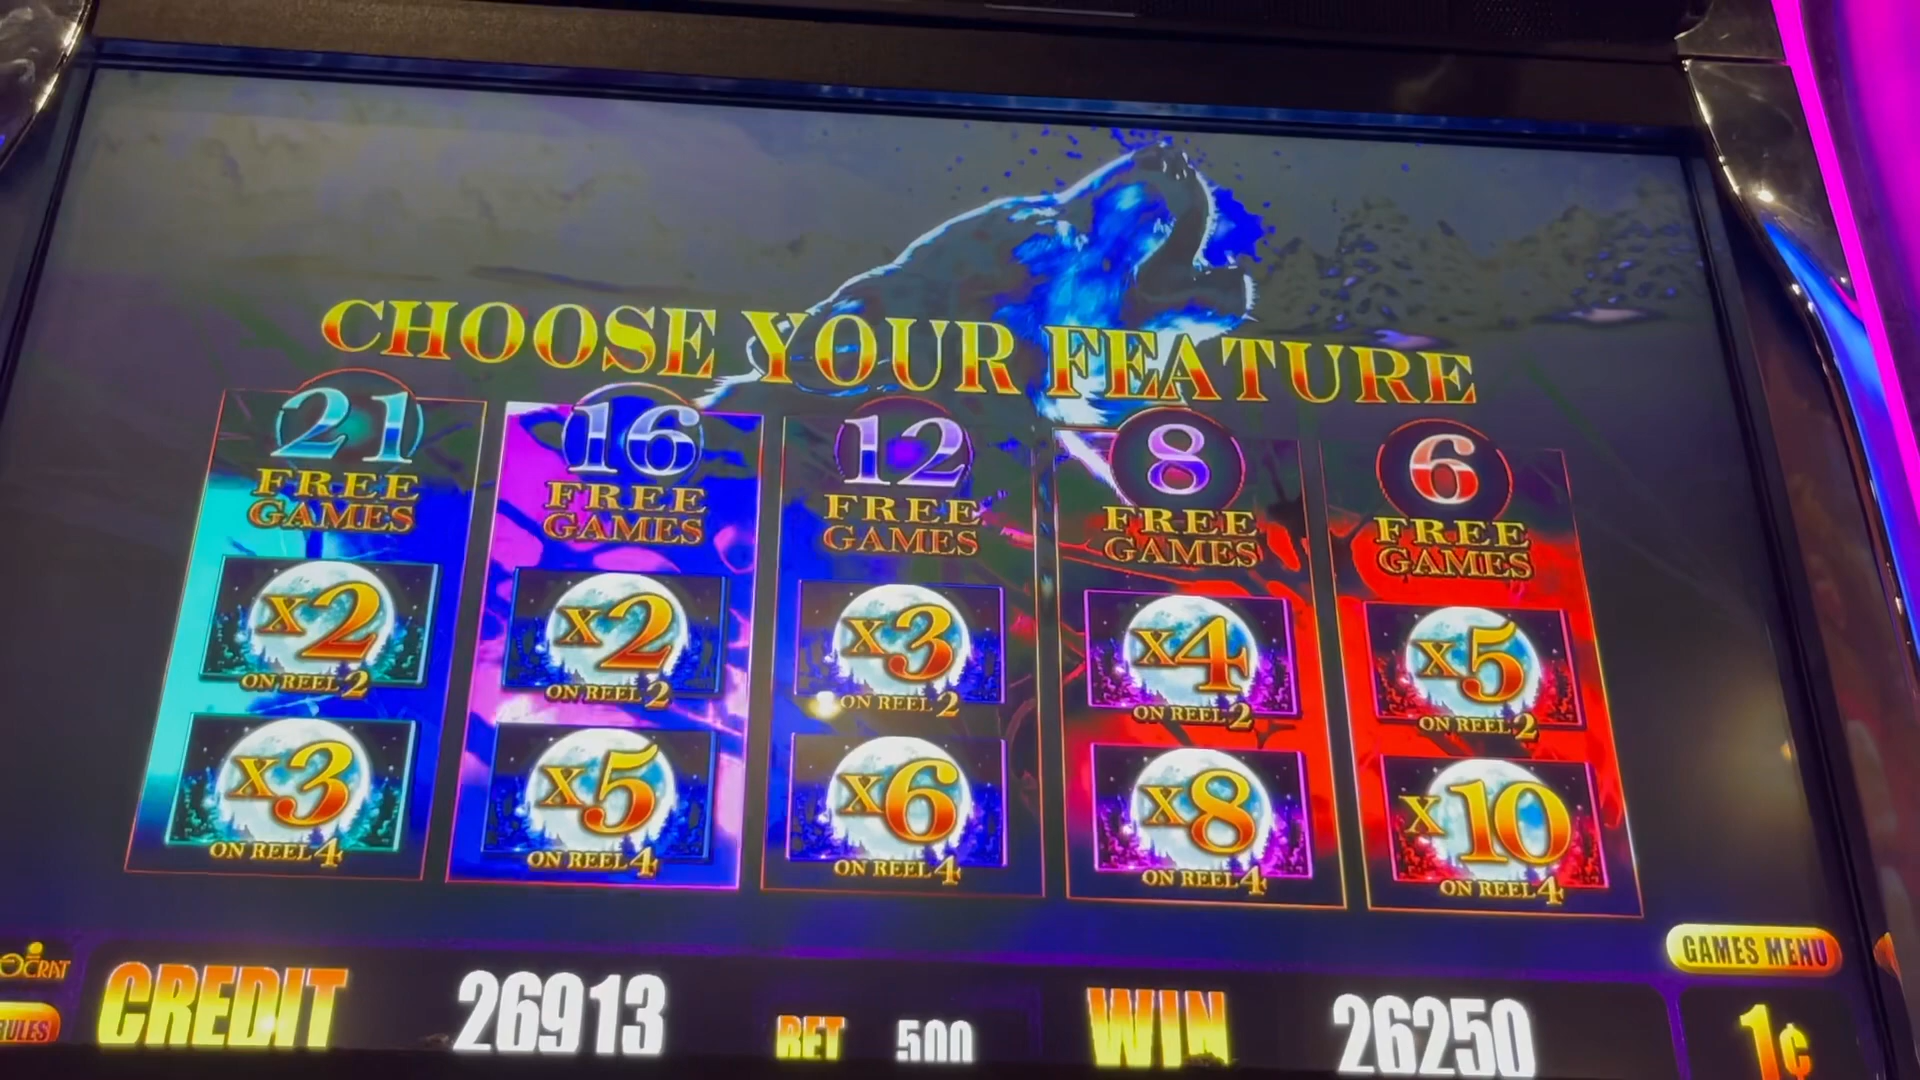 CHOOSE YOUR FEATURE
21
FREE
GAMES
x2
ON REEL 2
x3
ON REEL 4
16
FREE
GAMES
x2
ON REEL 2
x5
ON REEL 4
12
FREE
GAMES
x3
ON REEL 2
x6
ON REEL 4
8
FREE
GAMES
x4
ON REEL 2
x8
ON REEL 4
6
FREE
GAMES
x5
ON REEL 2
x10
ON REEL 4
GAMES MENU
OCRAT
RULES
CREDIT 26913 BET 500 WIN 26250 1¢